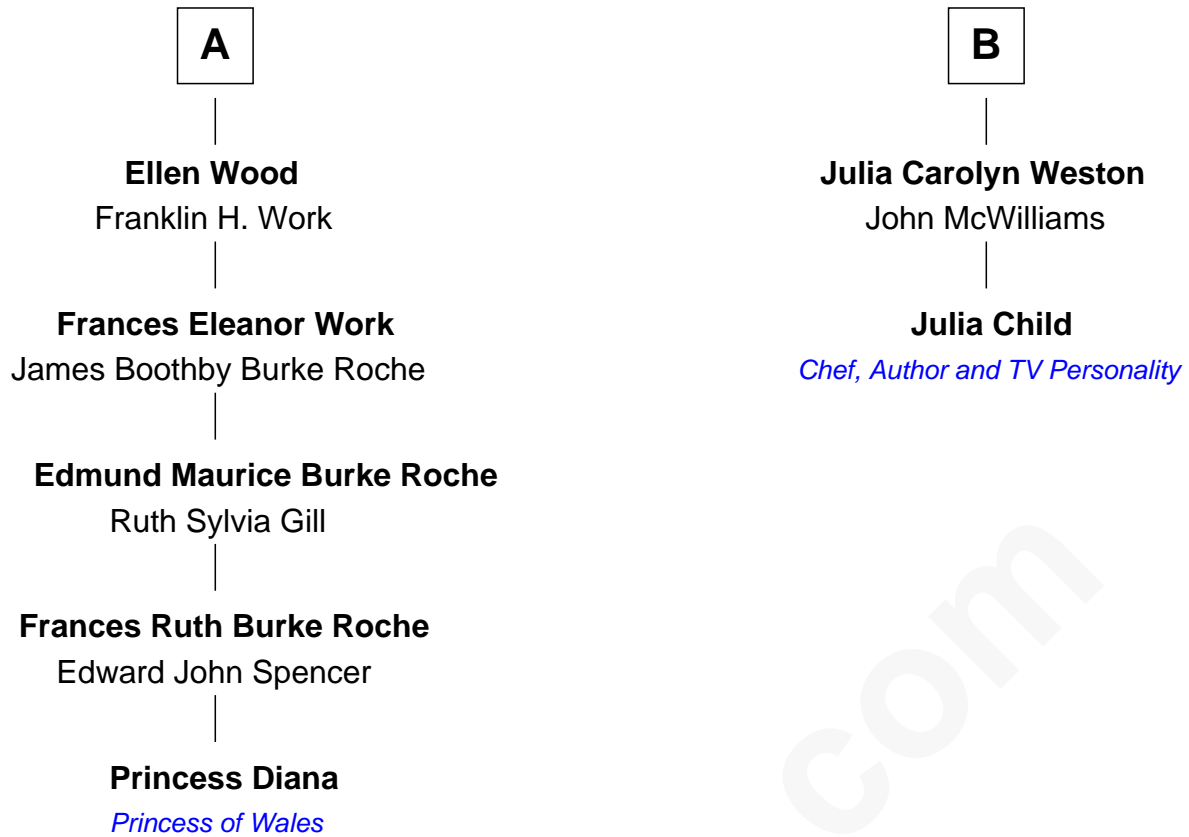 A
Ellen Wood
Franklin H. Work
Frances Eleanor Work
James Boothby Burke Roche
Edmund Maurice Burke Roche
Ruth Sylvia Gill
Frances Ruth Burke Roche
Edward John Spencer
Princess Diana
Princess of Wales
B
Julia Carolyn Weston
John McWilliams
Julia Child
Chef, Author and TV Personality
com